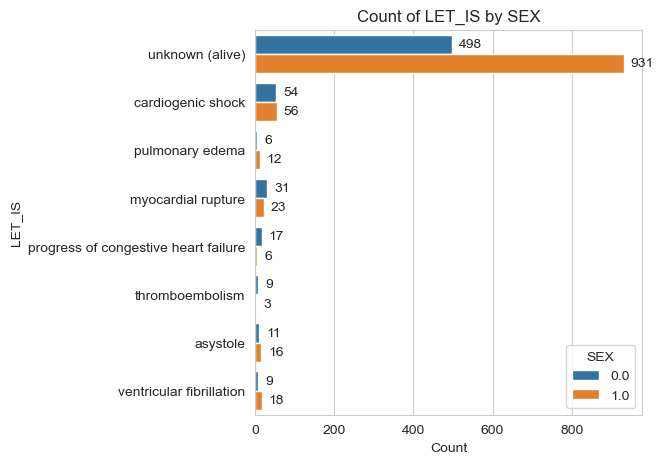 Count of LET_IS by SEX
LET_IS
unknown (alive)
498
931
cardiogenic shock
54
56
pulmonary edema
6
12
myocardial rupture
31
23
progress of congestive heart failure
17
6
thromboembolism
9
3
asystole
11
16
ventricular fibrillation
9
18
SEX
0.0
1.0
0 200 400 600 800
Count